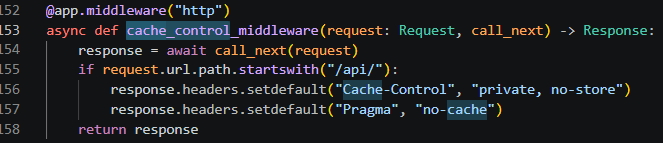 152 @app.middleware("http")
153 async def cache_control_middleware(request: Request, call_next) -> Response:
154     response = await call_next(request)
155     if request.url.path.startswith("/api/"):
156         response.headers.setdefault("Cache-Control", "private, no-store")
157         response.headers.setdefault("Pragma", "no-cache")
158     return response